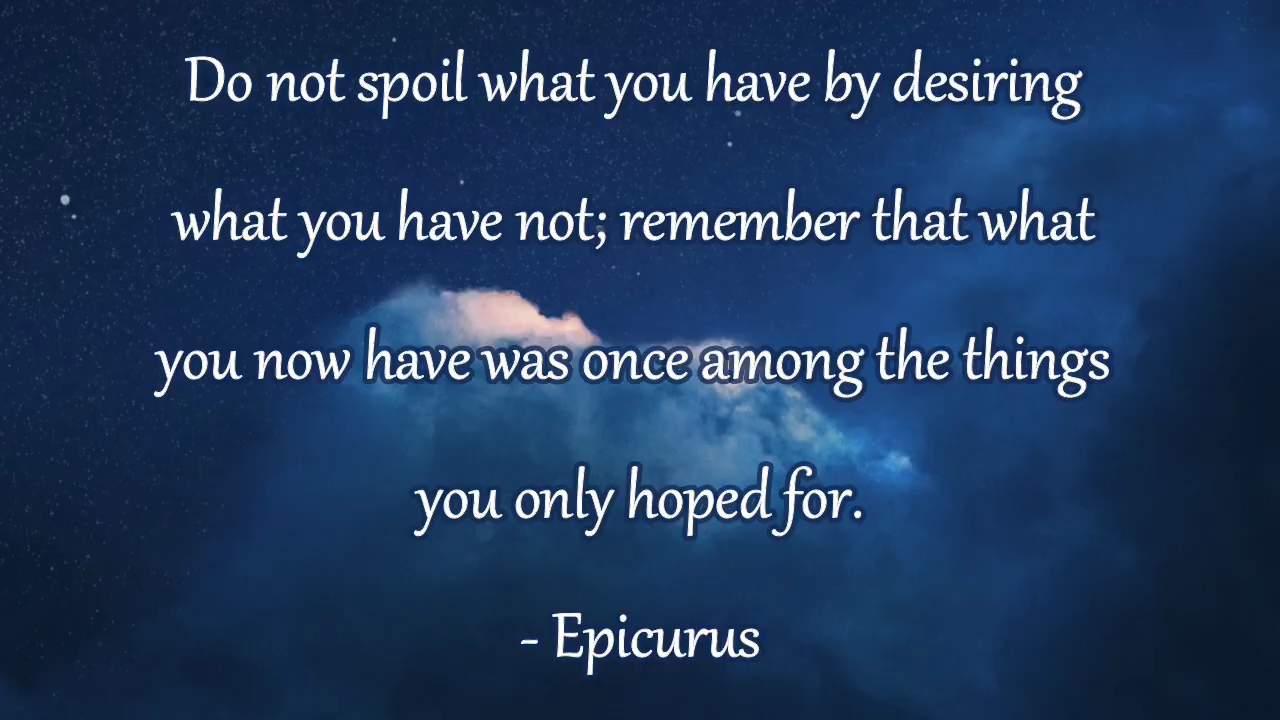 Do not spoil what you have by desiring
what you have not; remember that what
you now have was once among the things
you only hoped for.
- Epicurus